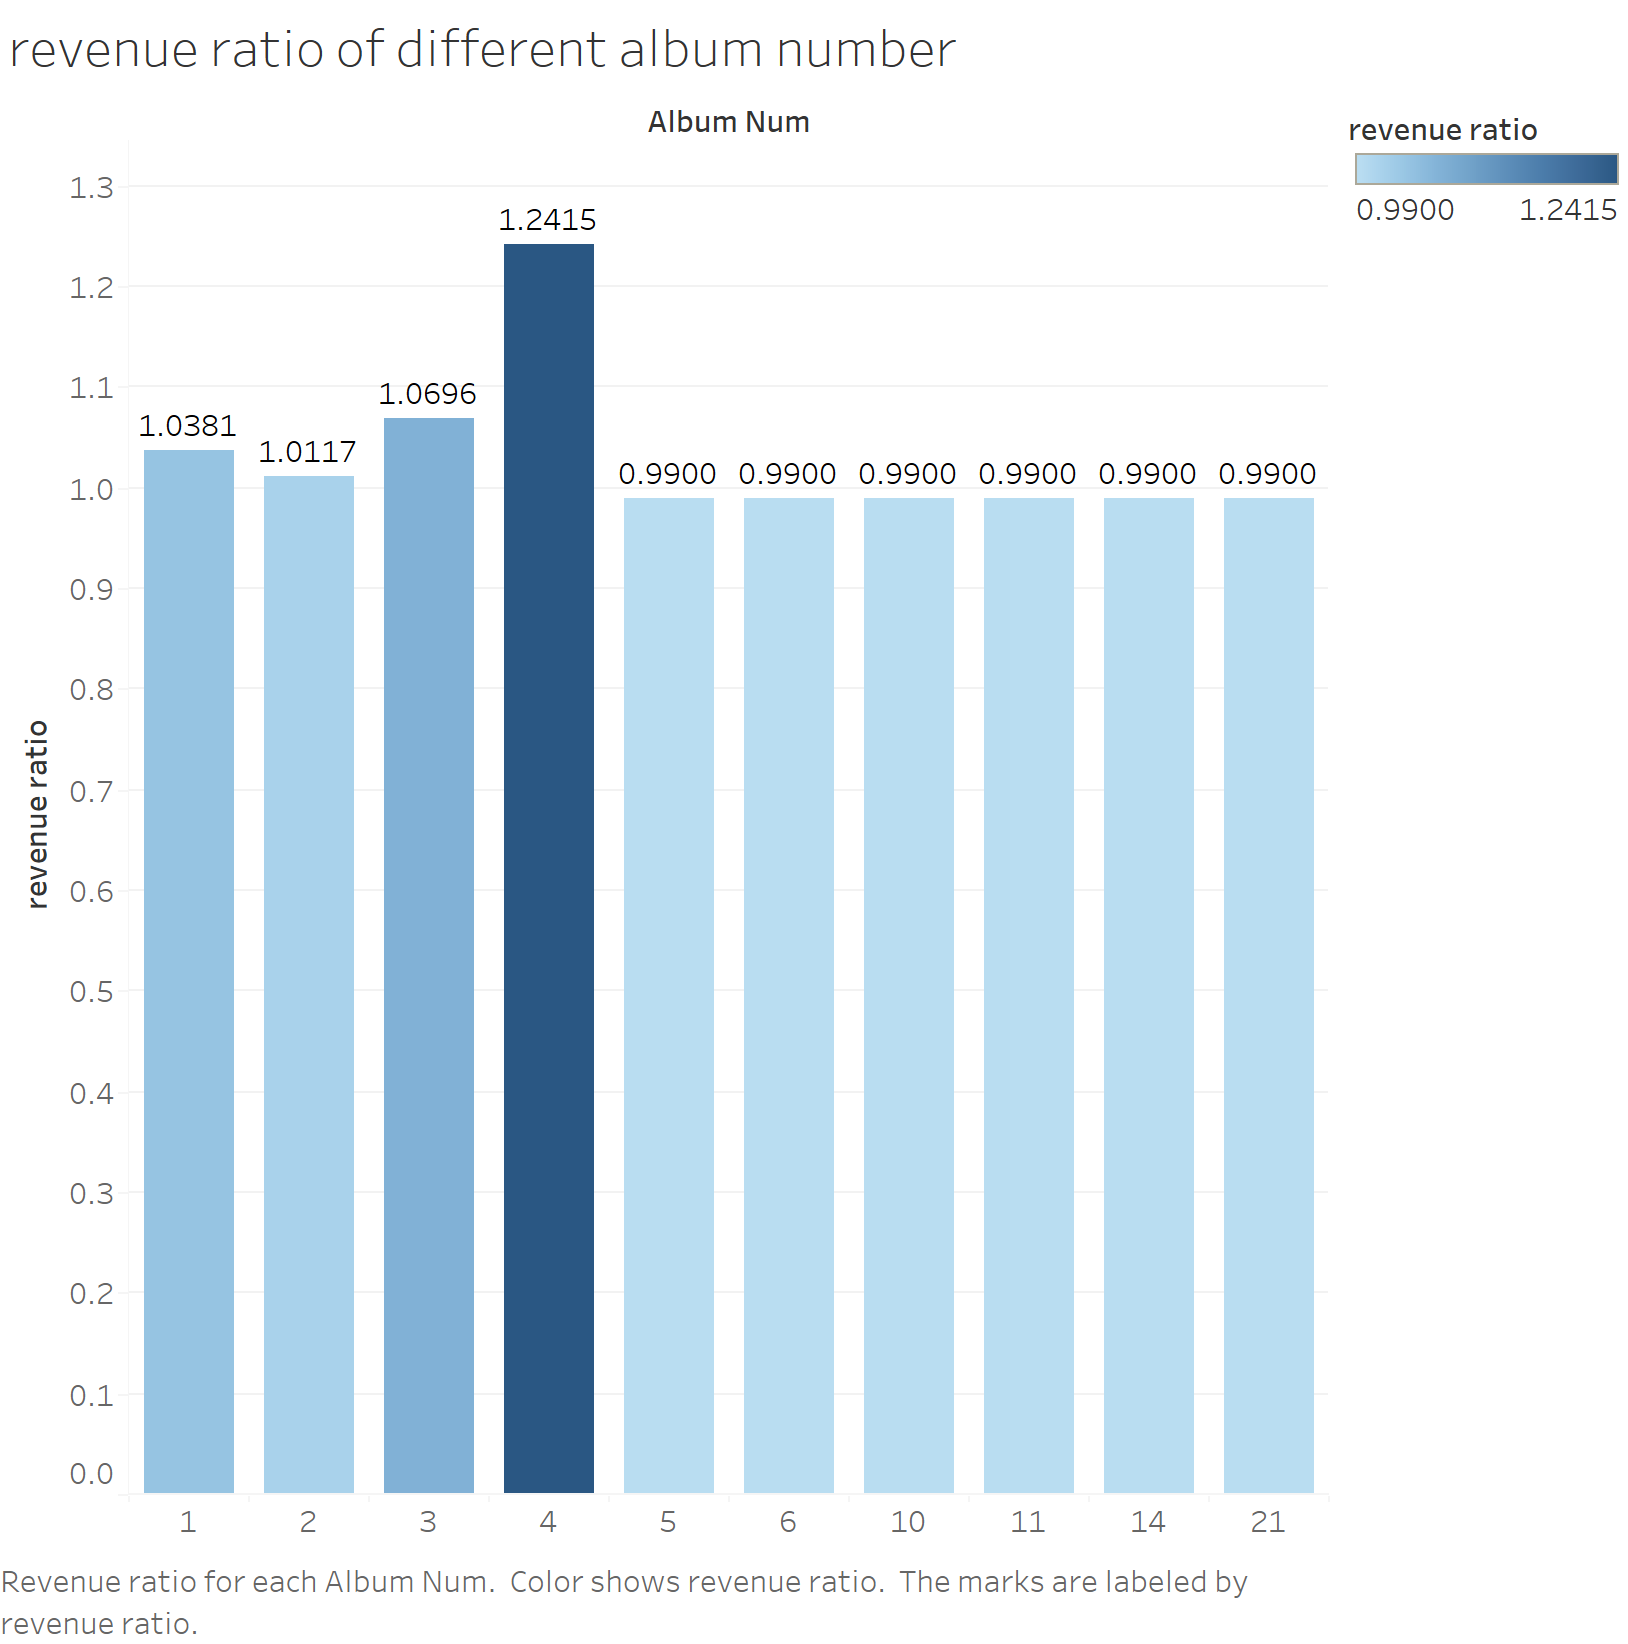 revenue ratio of different album number
Album Num
revenue ratio
0.9900 1.2415
1.3
1.2
1.1
1.0
0.9
0.8
0.7
0.6
0.5
0.4
0.3
0.2
0.1
0.0
revenue ratio
1.0381
1.0117
1.0696
1.2415
0.9900 0.9900 0.9900 0.9900 0.9900 0.9900
1 2 3 4 5 6 10 11 14 21
Revenue ratio for each Album Num. Color shows revenue ratio. The marks are labeled by
revenue ratio.